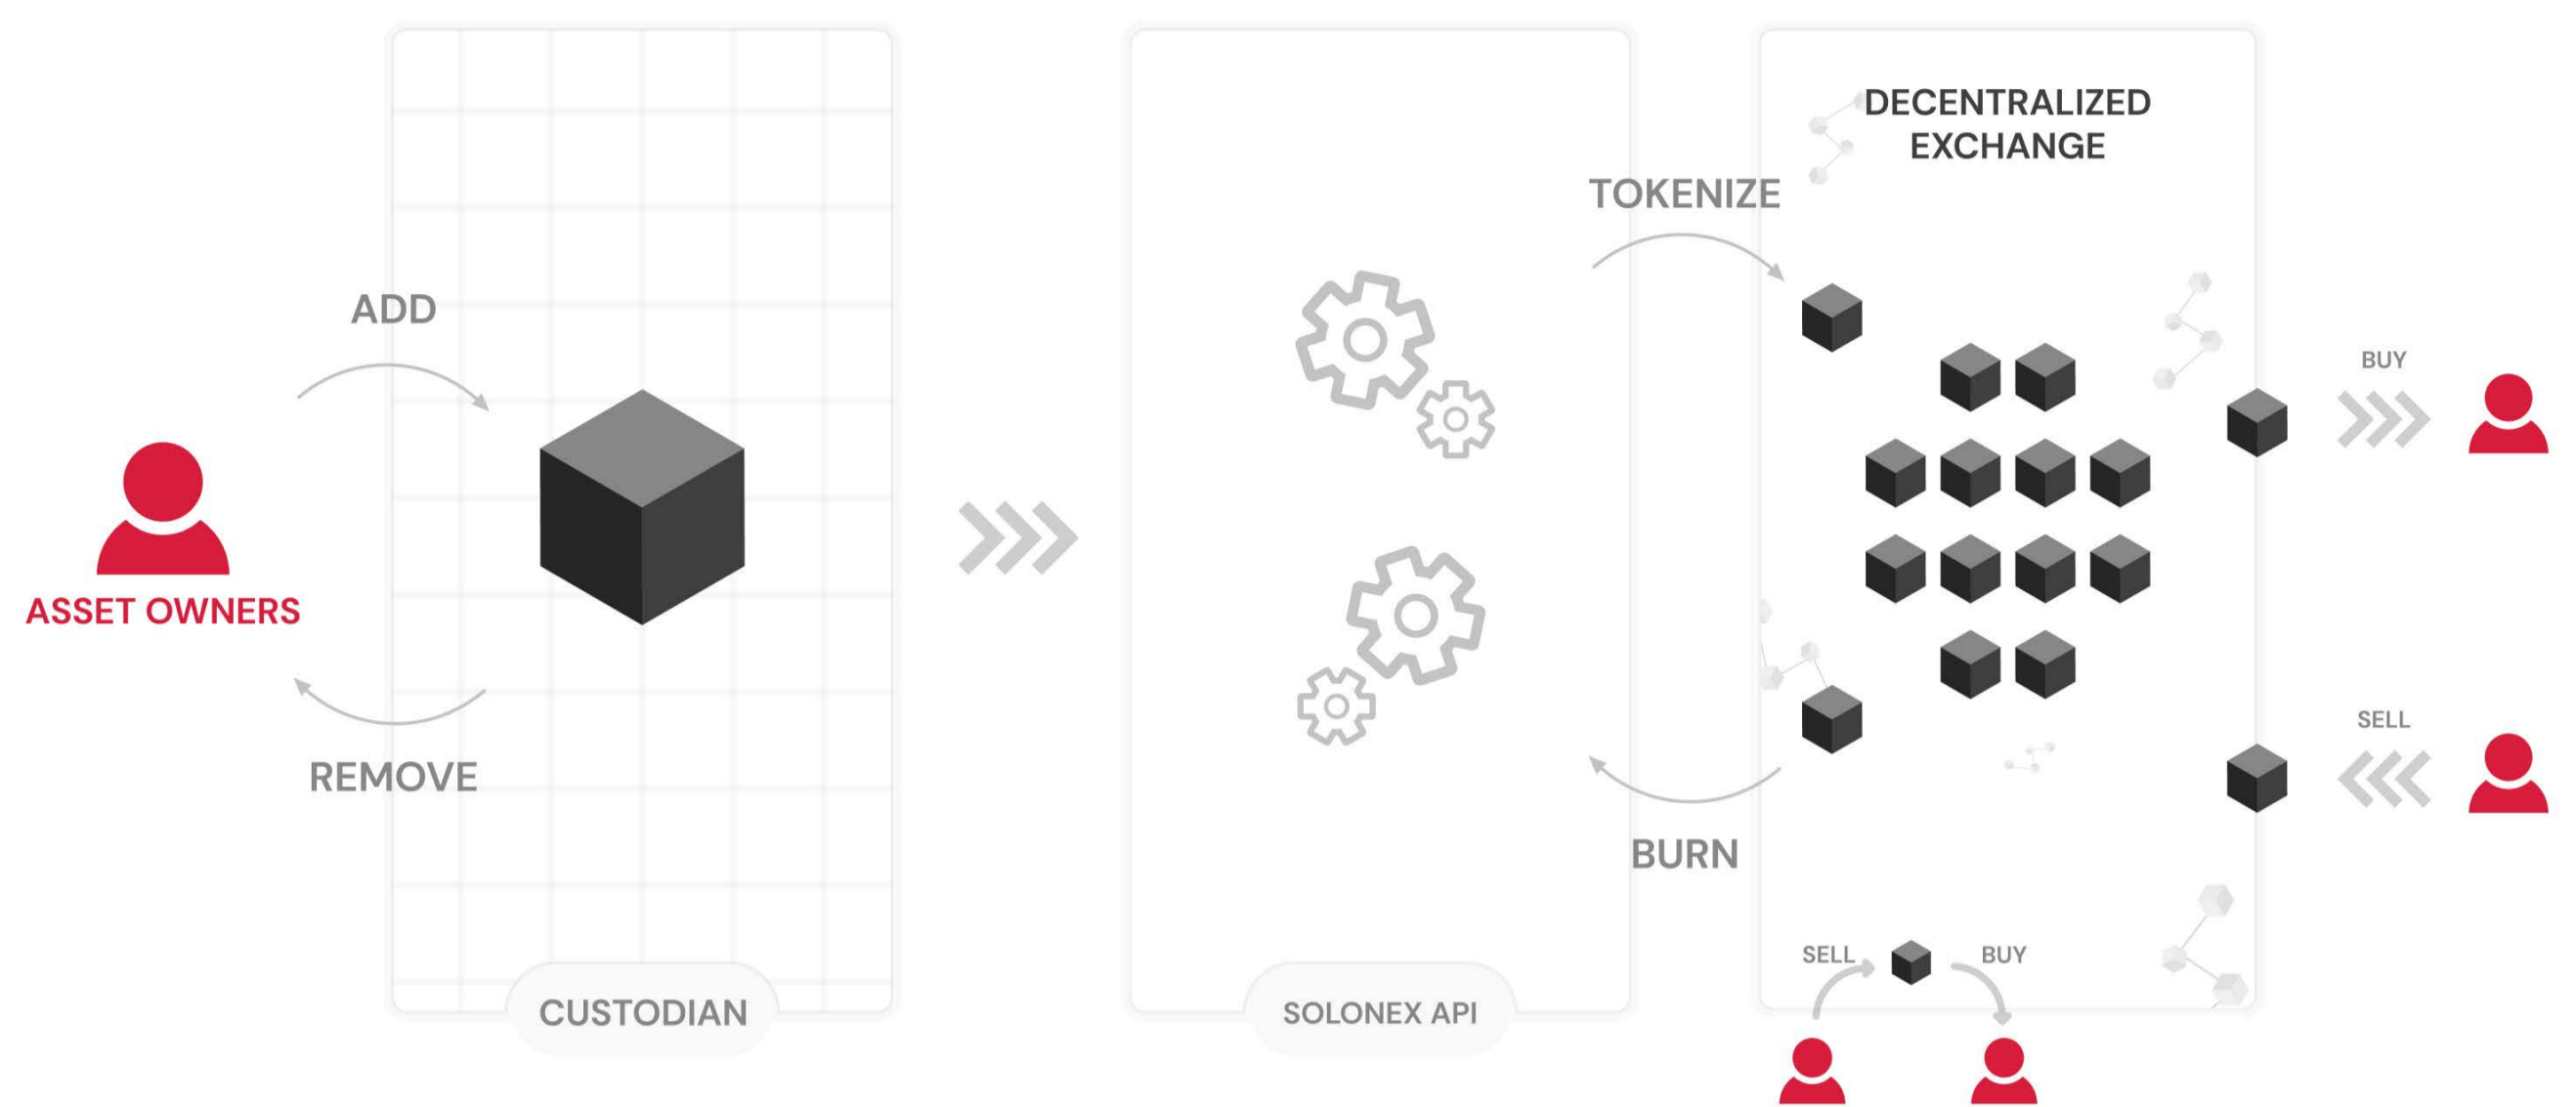 ADD
ASSET OWNERS
REMOVE
CUSTODIAN
SOLONEX API
TOKENIZE
BURN
DECENTRALIZED
EXCHANGE
BUY
SELL
SELL
BUY